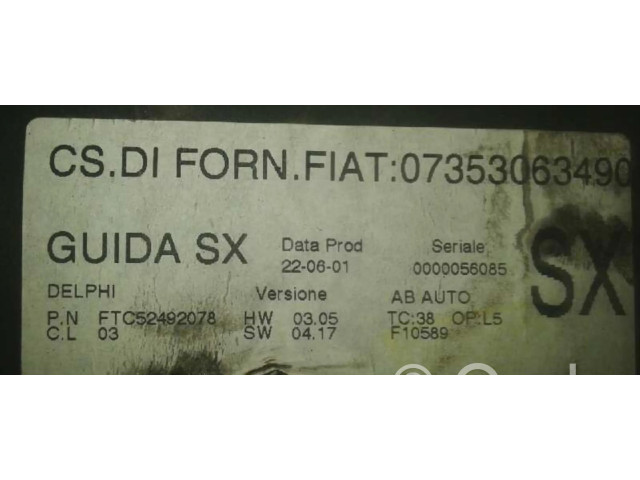 CS.DI FORN.FIAT:07353063490
GUIDA SX Data Prod Seriale SX
22-06-01 0000056085
DELPHI Versione AB AUTO
P.N FTC52492078 HW 03.05 TC:38 OP:L5
C.L 03 SW 04.17 F10589